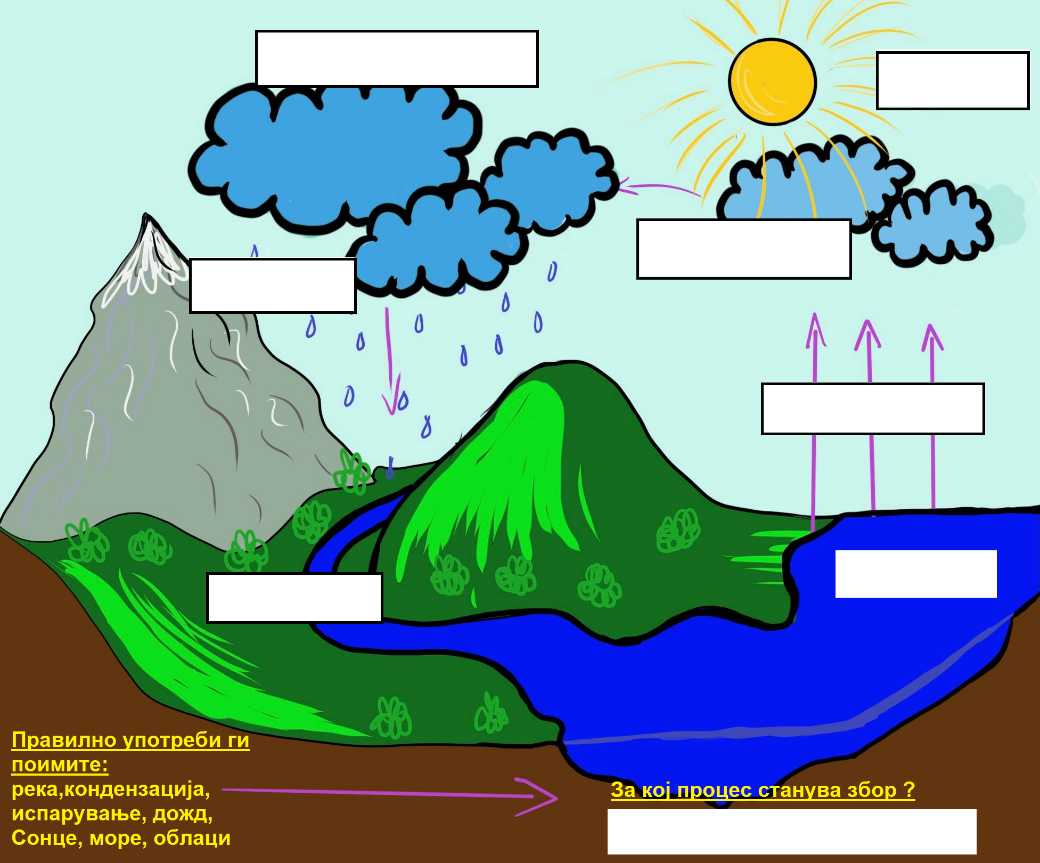 Правилно употреби ги
поимите:
река,кондензација,
испарување, дожд,
Сонце, море, облаци
За кој процес станува збор ?